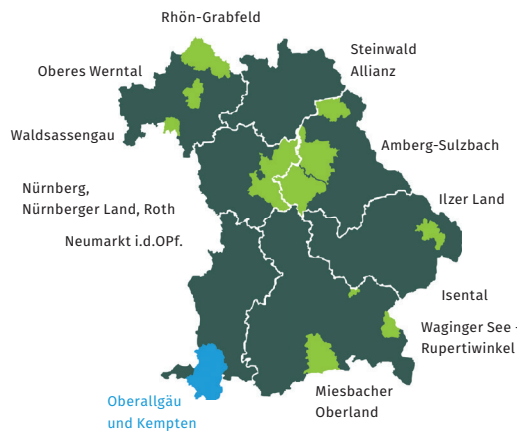 Rhön-Grabfeld
Steinwald
Allianz
Oberes Werntal
Waldsassengau
Amberg-Sulzbach
Nürnberg,
Nürnberger Land, Roth
Neumarkt i.d.OPf.
Ilzer Land
Isental
Waginger See -
Rupertiwinkel
Miesbacher
Oberland
Oberallgäu
und Kempten